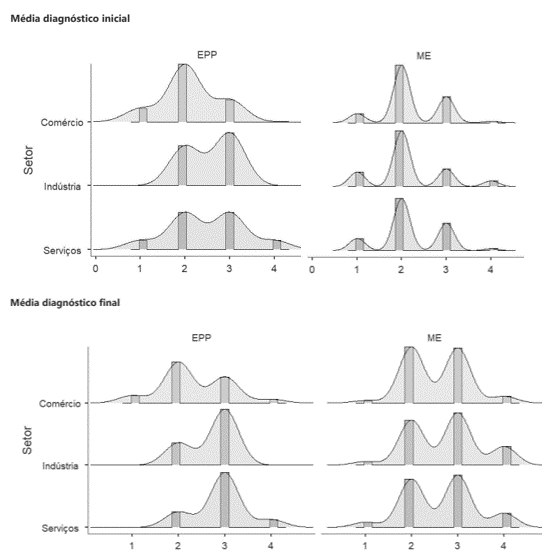 Média diagnóstico inicial
EPP ME
Setor
Comércio
Indústria
Serviços
0 1 2 3 4 0 1 2 3 4
Média diagnóstico final
EPP ME
Setor
Comércio
Indústria
Serviços
1 2 3 4 1 2 3 4